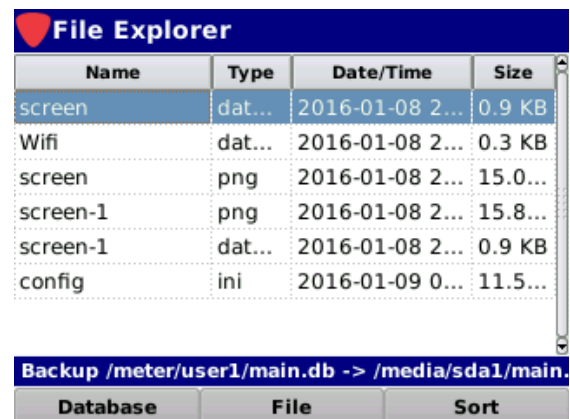 File Explorer
Name Type Date/Time Size
screen dat... 2016-01-08 2... 0.9 KB
Wifi dat... 2016-01-08 2... 0.3 KB
screen png 2016-01-08 2... 15.0...
screen-1 png 2016-01-08 2... 15.8...
screen-1 dat... 2016-01-08 2... 0.9 KB
config ini 2016-01-09 0... 11.5...
Backup /meter/user1/main.db -> /media/sda1/main.
Database File Sort